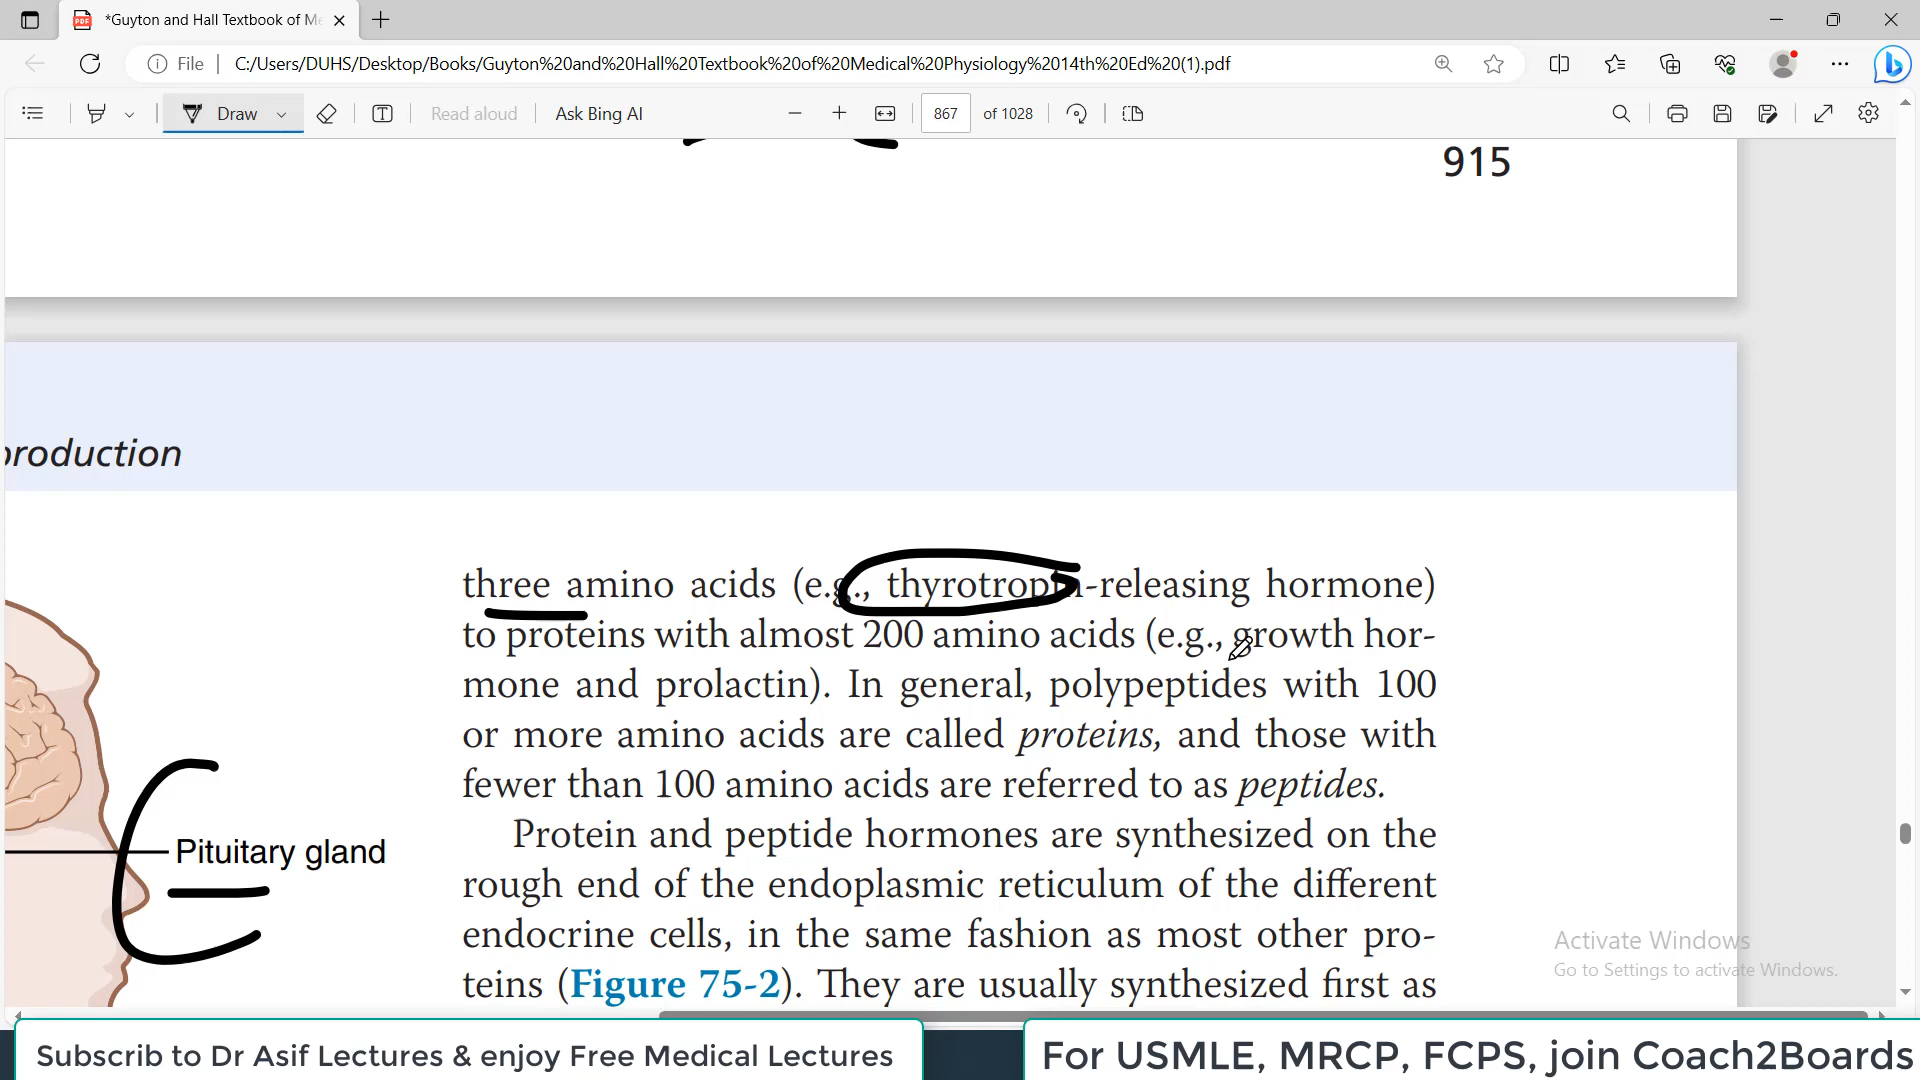 *Guyton and Hall Textbook of Me
File
C:/Users/DUHS/Desktop/Books/Guyton%20and%20Hall%20Textbook%20of%20Medical%20Physiology%2014th%20Ed%20(1).pdf
Draw
Read aloud
Ask Bing AI
867 of 1028
915
production
three amino acids (e.g., thyrotropin-releasing hormone)
to proteins with almost 200 amino acids (e.g., growth hor-
mone and prolactin). In general, polypeptides with 100
or more amino acids are called proteins, and those with
fewer than 100 amino acids are referred to as peptides.
Pituitary gland
Protein and peptide hormones are synthesized on the
rough end of the endoplasmic reticulum of the different
endocrine cells, in the same fashion as most other pro-
teins (Figure 75-2). They are usually synthesized first as
Activate Windows
Go to Settings to activate Windows.
Subscrib to Dr Asif Lectures & enjoy Free Medical Lectures
For USMLE, MRCP, FCPS, join Coach2Boards